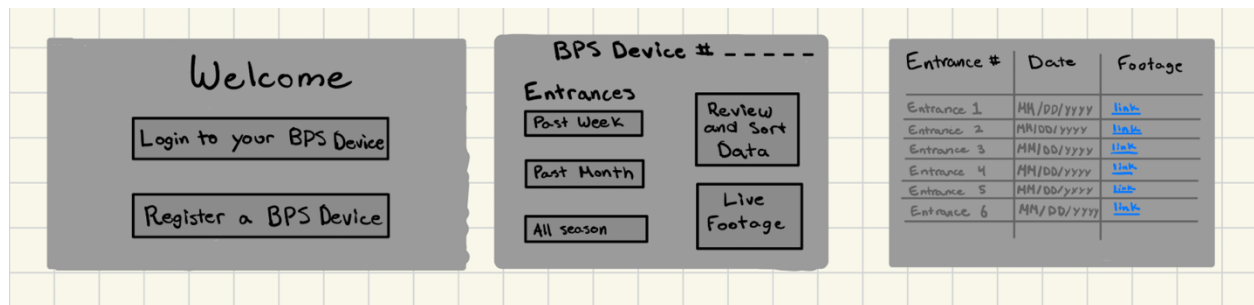 Welcome
Login to your BPS Device
Register a BPS Device
BPS Device # _ _ _ _ _
Entrances
Past Week
Past Month
All season
Review
and Sort
Data
Live
Footage
Entrance # Date Footage
Entrance 1 MM/DD/yyyy link
Entrance 2 MM/DD/yyyy link
Entrance 3 MM/DD/yyyy link
Entrance 4 MM/DD/yyyy link
Entrance 5 MM/DD/yyyy link
Entrance 6 MM/DD/yyyy link